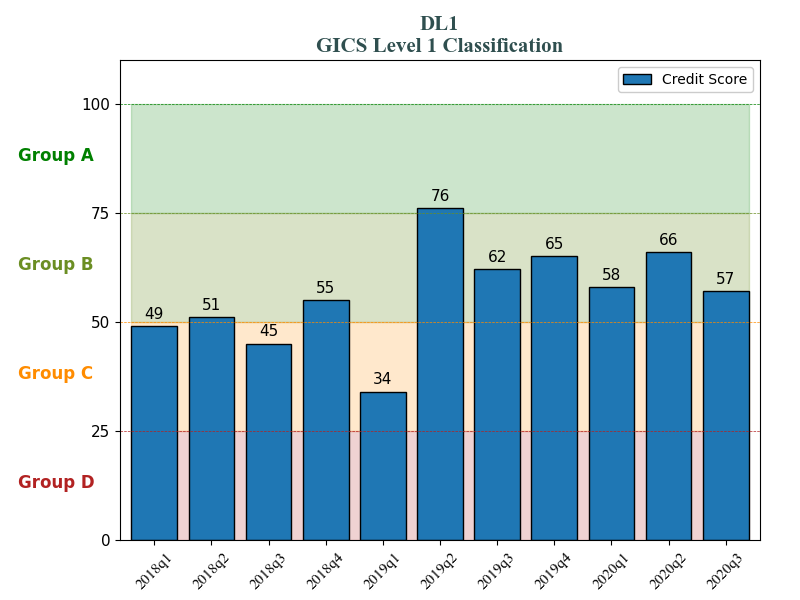 DL1
GICS Level 1 Classification
Credit Score
100
Group A
75
Group B
50
Group C
25
Group D
0
49
51
45
55
34
76
62
65
58
66
57
2018q1
2018q2
2018q3
2018q4
2019q1
2019q2
2019q3
2019q4
2020q1
2020q2
2020q3